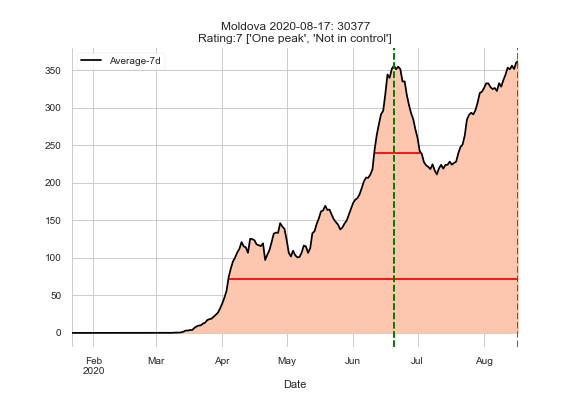 Moldova 2020-08-17: 30377
Rating:7 ['One peak', 'Not in control']
Average-7d
350
300
250
200
150
100
50
0
Feb Mar Apr May Jun Jul Aug
2020
Date